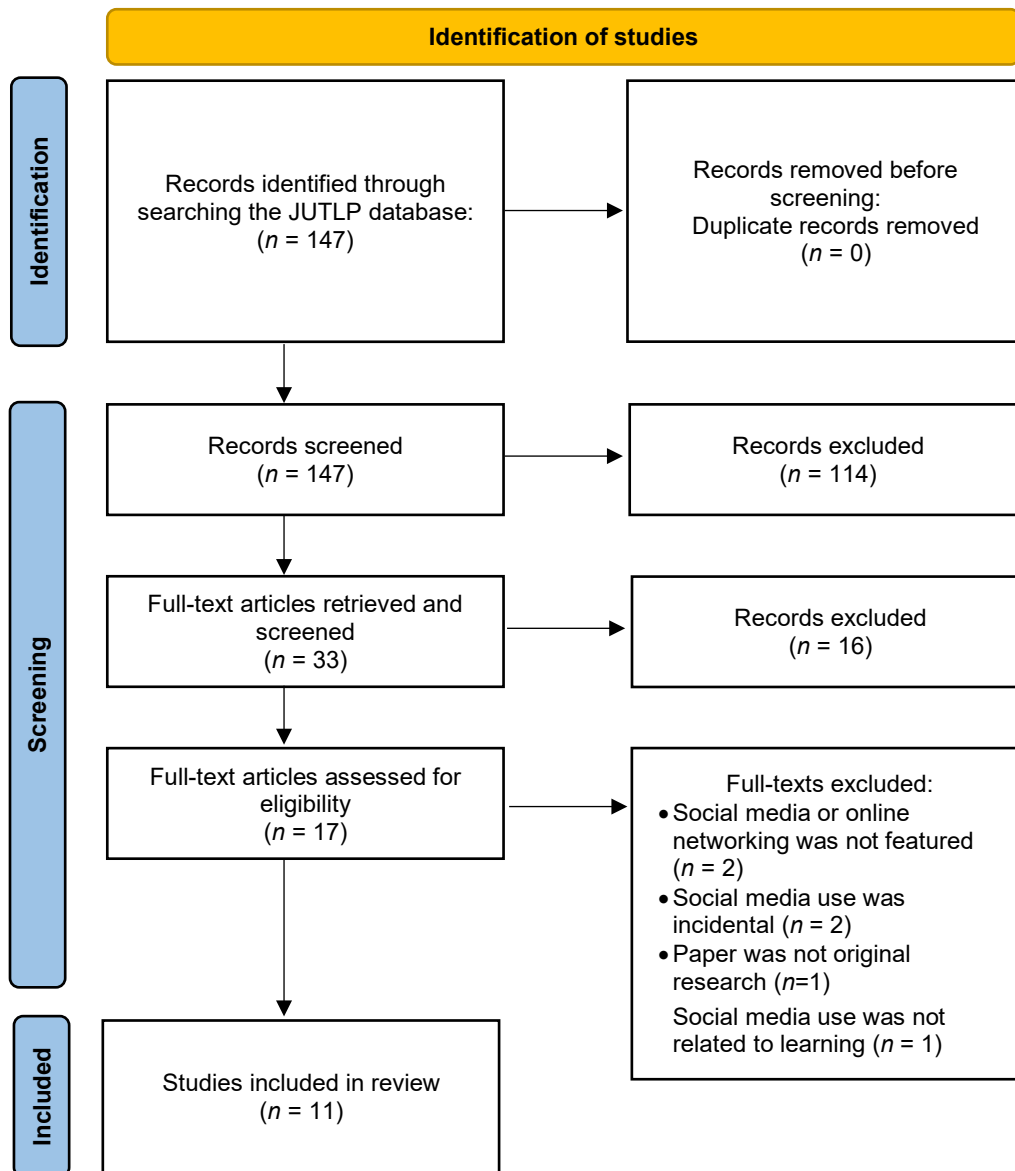 Identification of studies
Identification
Records identified through
searching the JUTLP database:
(n = 147)
Records removed before
screening:
Duplicate records removed
(n = 0)
Screening
Records screened
(n = 147)
Records excluded
(n = 114)
Full-text articles retrieved and
screened
(n = 33)
Records excluded
(n = 16)
Full-text articles assessed for
eligibility
(n = 17)
Full-texts excluded:
• Social media or online
networking was not featured
(n = 2)
• Social media use was
incidental (n = 2)
• Paper was not original
research (n=1)
Social media use was not
related to learning (n = 1)
Included
Studies included in review
(n = 11)